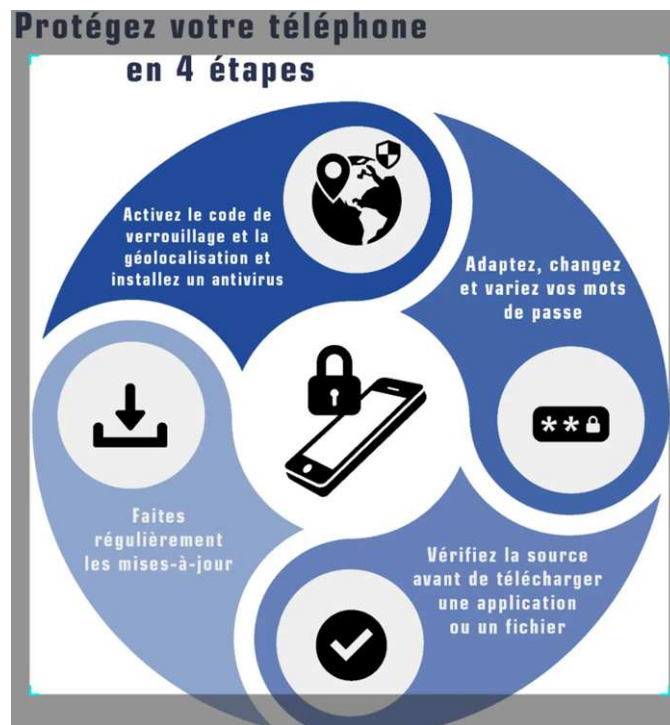 Protégez votre téléphone
en 4 étapes
Activez le code de
verrouillage et la
géolocalisation et
installez un antivirus
Adaptez, changez
et variez vos mots
de passe
**
Vérifiez la source
avant de télécharger
une application
ou un fichier
Faites
régulièrement
les mises-à-jour